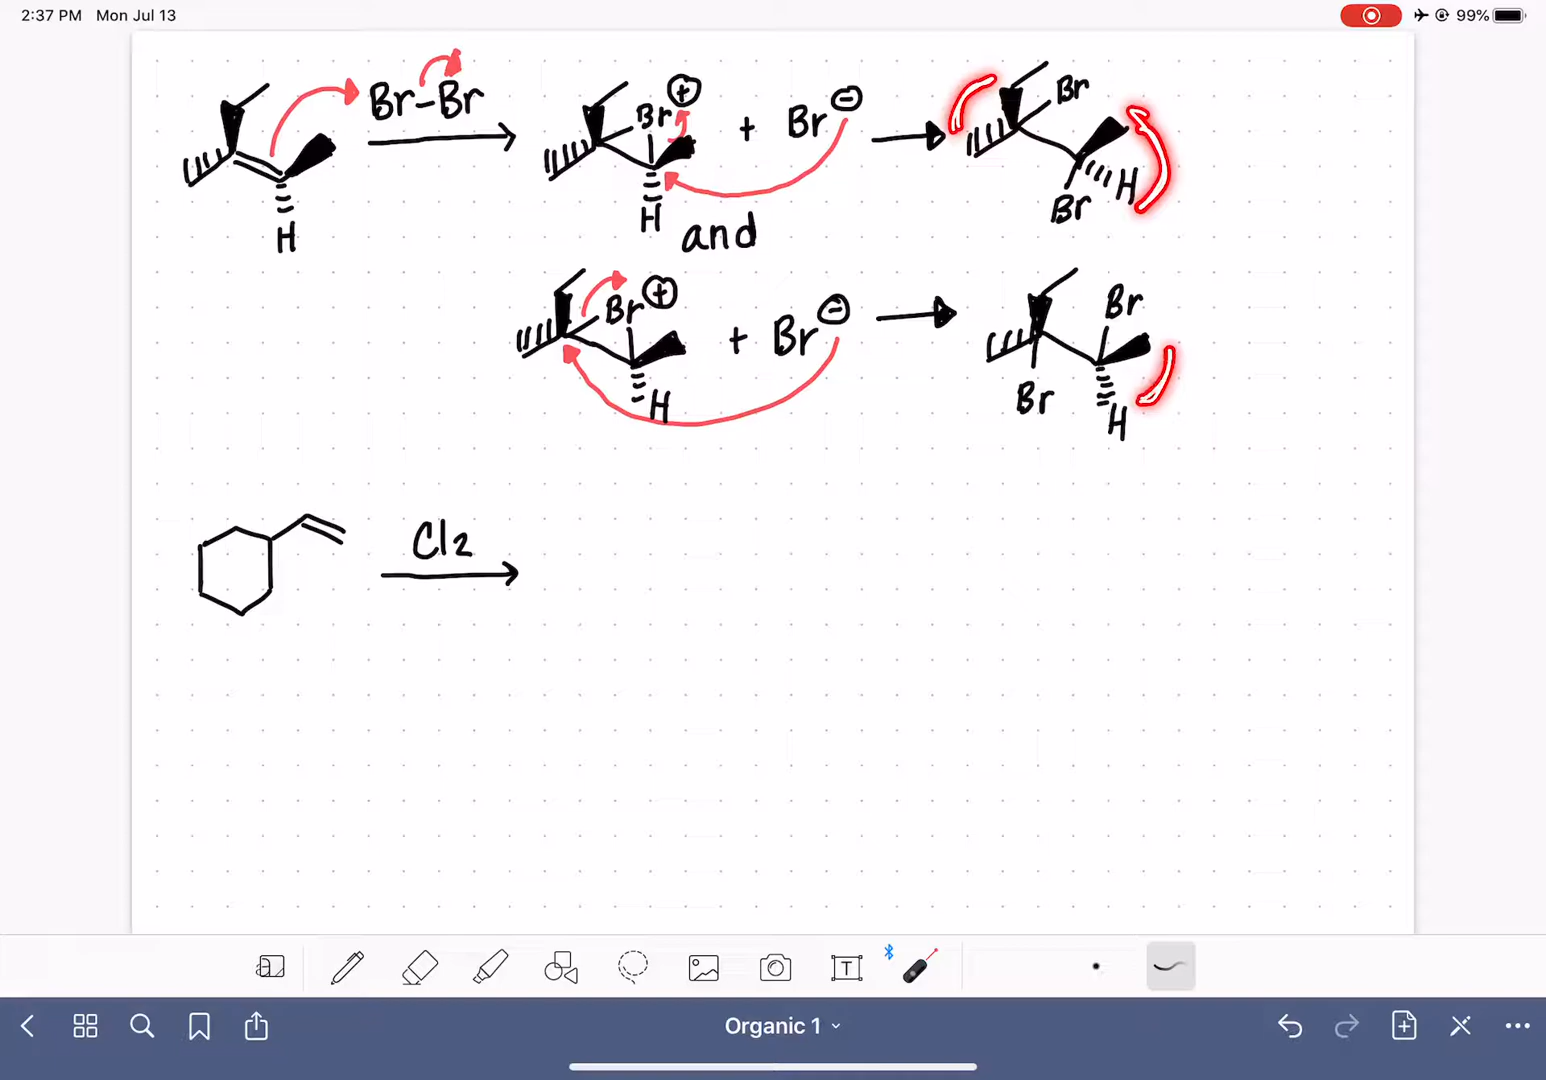 2:37 PM Mon Jul 13
99%
Br-Br
H
Br + + Br -
H
Br
Br
H
and
Br + + Br -
H
Br
Br
H
Cl2
T
Organic 1